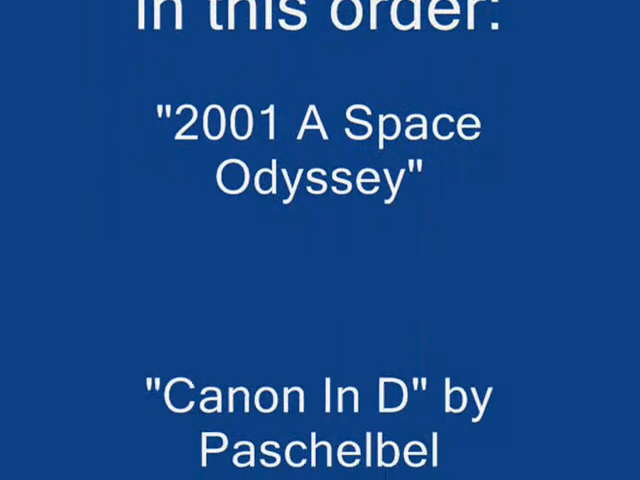 in this order:
"2001 A Space
Odyssey"
"Canon In D" by
Paschelbel